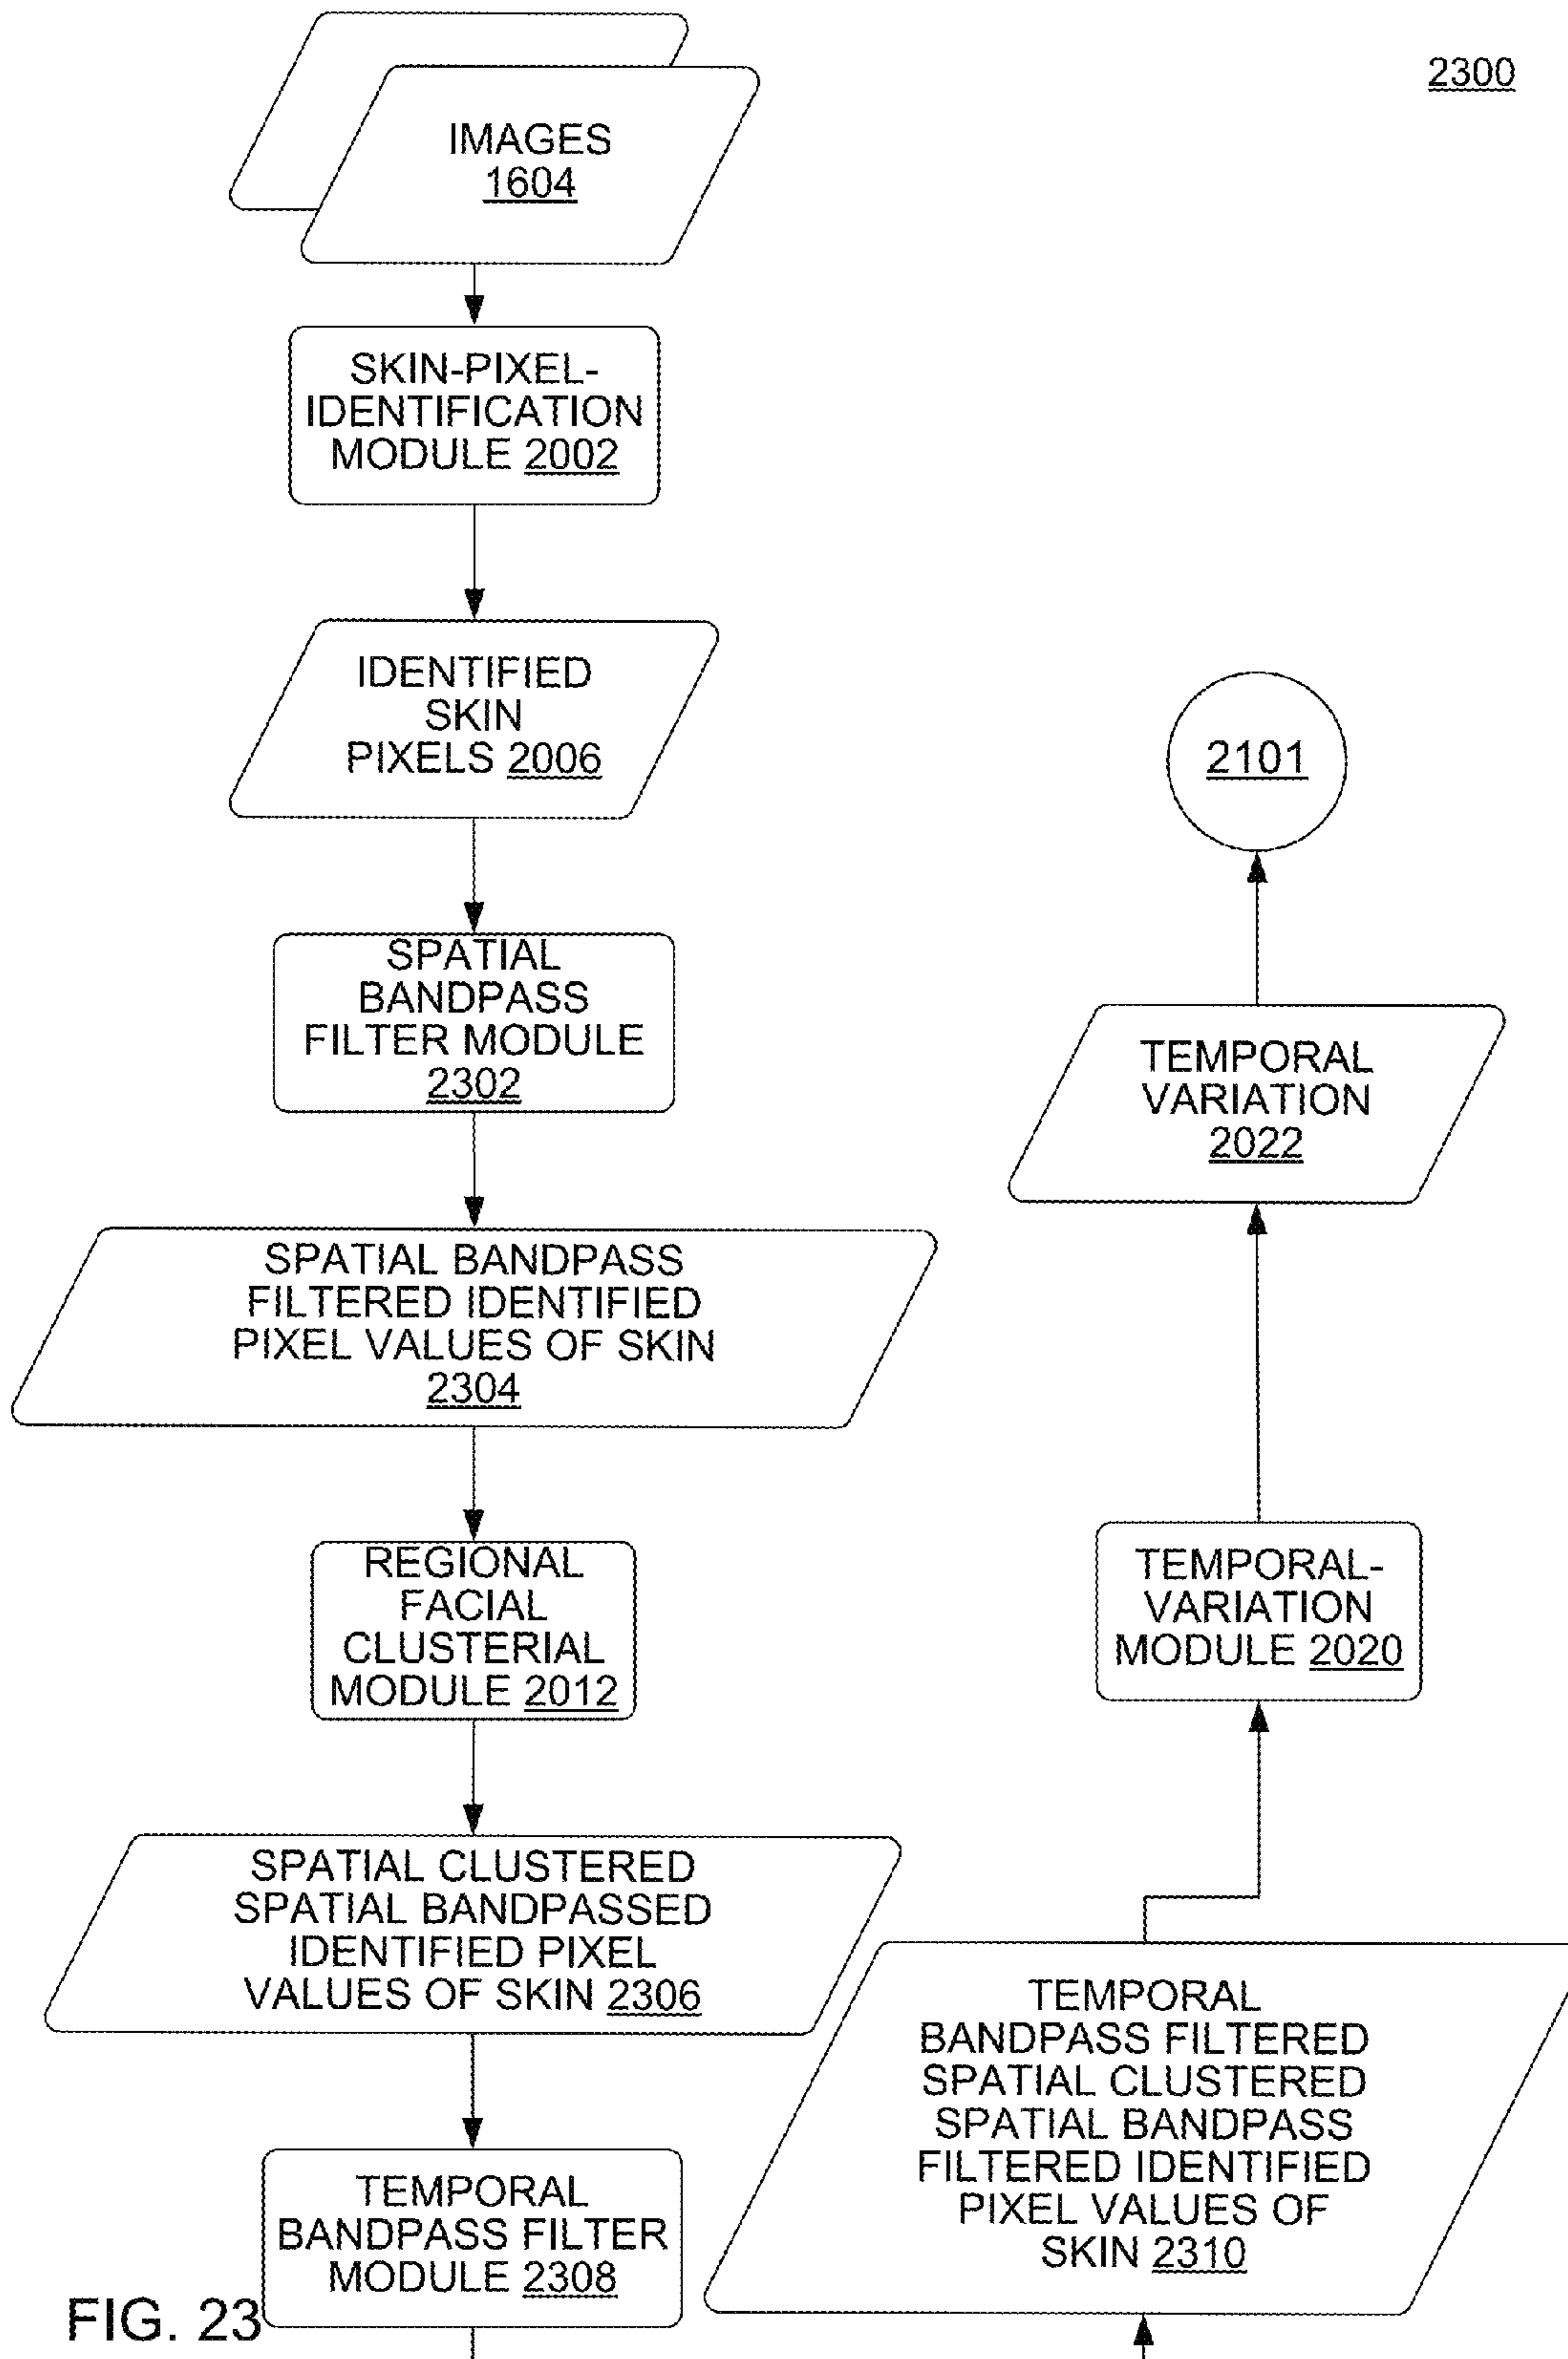 2300
IMAGES
1604
SKIN-PIXEL-
IDENTIFICATION
MODULE 2002
IDENTIFIED
SKIN
PIXELS 2006
SPATIAL
BANDPASS
FILTER MODULE
2302
SPATIAL BANDPASS
FILTERED IDENTIFIED
PIXEL VALUES OF SKIN
2304
REGIONAL
FACIAL
CLUSTERIAL
MODULE 2012
SPATIAL CLUSTERED
SPATIAL BANDPASSED
IDENTIFIED PIXEL
VALUES OF SKIN 2306
TEMPORAL
BANDPASS FILTER
MODULE 2308
TEMPORAL
BANDPASS FILTERED
SPATIAL CLUSTERED
SPATIAL BANDPASS
FILTERED IDENTIFIED
PIXEL VALUES OF
SKIN 2310
TEMPORAL-
VARIATION
MODULE 2020
TEMPORAL
VARIATION
2022
2101
FIG. 23